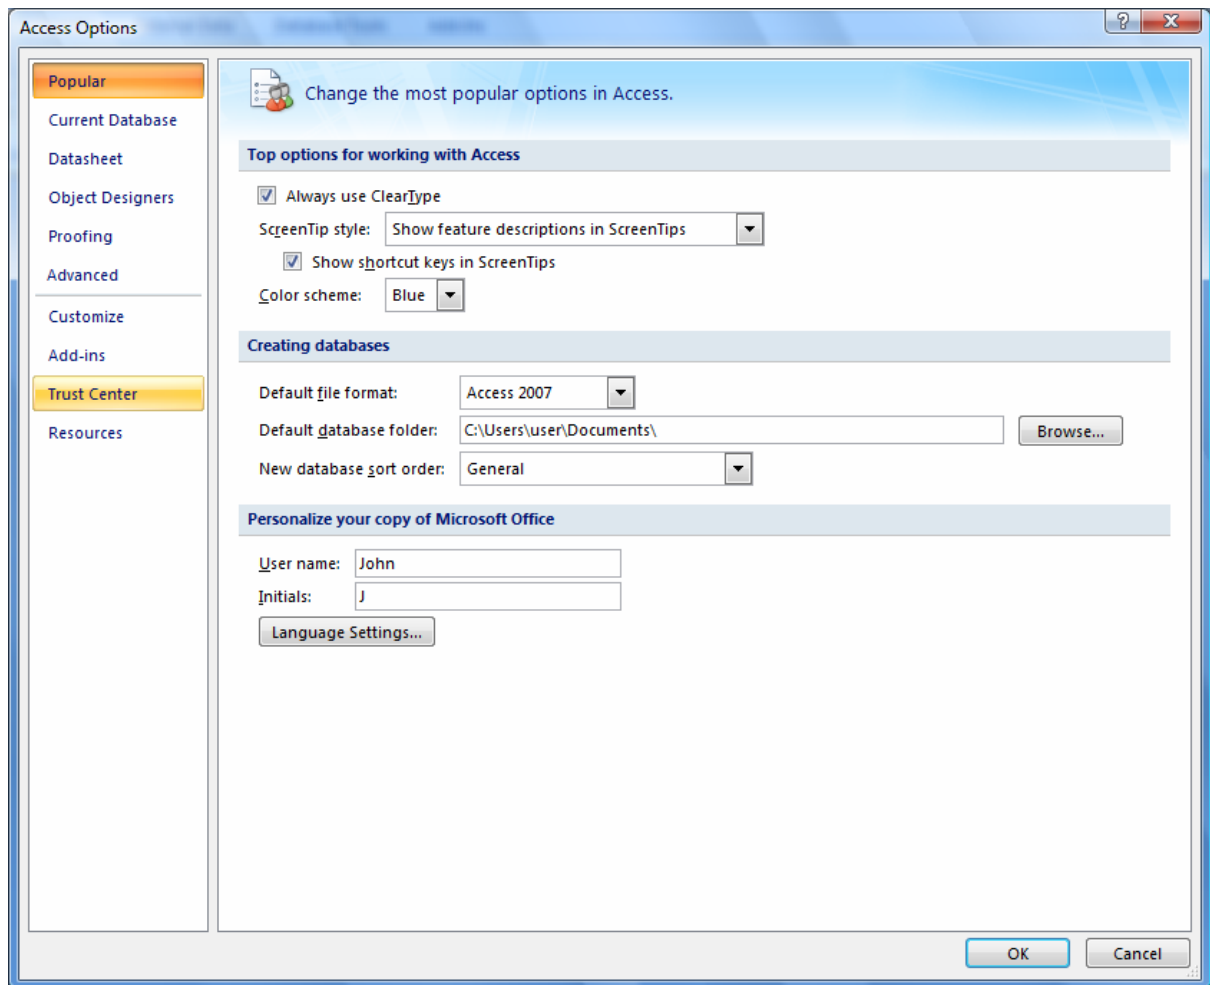 Access Options
Popular
Current Database
Datasheet
Object Designers
Proofing
Advanced
Customize
Add-ins
Trust Center
Resources
Change the most popular options in Access.
Top options for working with Access
Always use ClearType
ScreenTip style: Show feature descriptions in ScreenTips
Show shortcut keys in ScreenTips
Color scheme: Blue
Creating databases
Default file format: Access 2007
Default database folder: C:\Users\user\Documents\ Browse...
New database sort order: General
Personalize your copy of Microsoft Office
User name: John
Initials: J
Language Settings...
OK Cancel